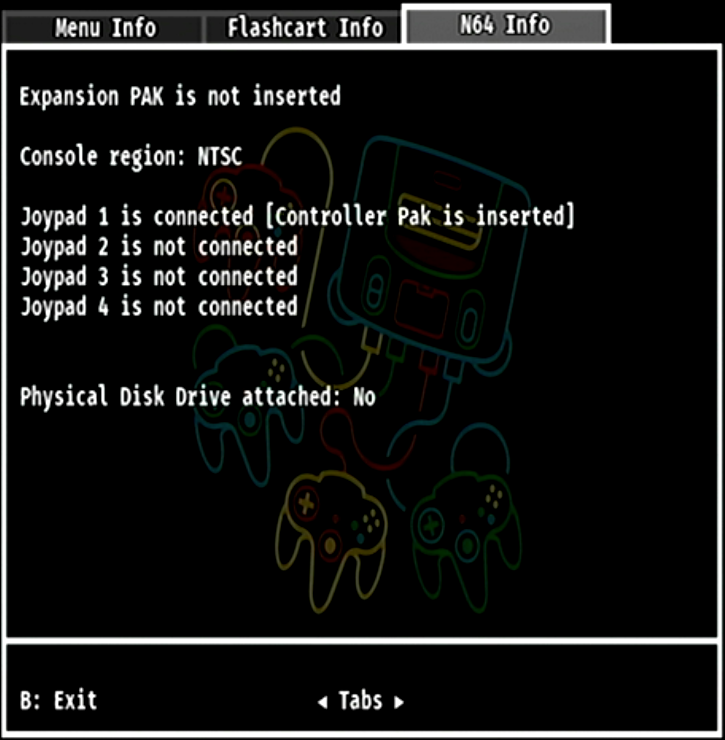 Menu Info
Flashcart Info
N64 Info
Expansion PAK is not inserted
Console region: NTSC
Joypad 1 is connected [Controller Pak is inserted]
Joypad 2 is not connected
Joypad 3 is not connected
Joypad 4 is not connected
Physical Disk Drive attached: No
B: Exit
◀ Tabs ▶